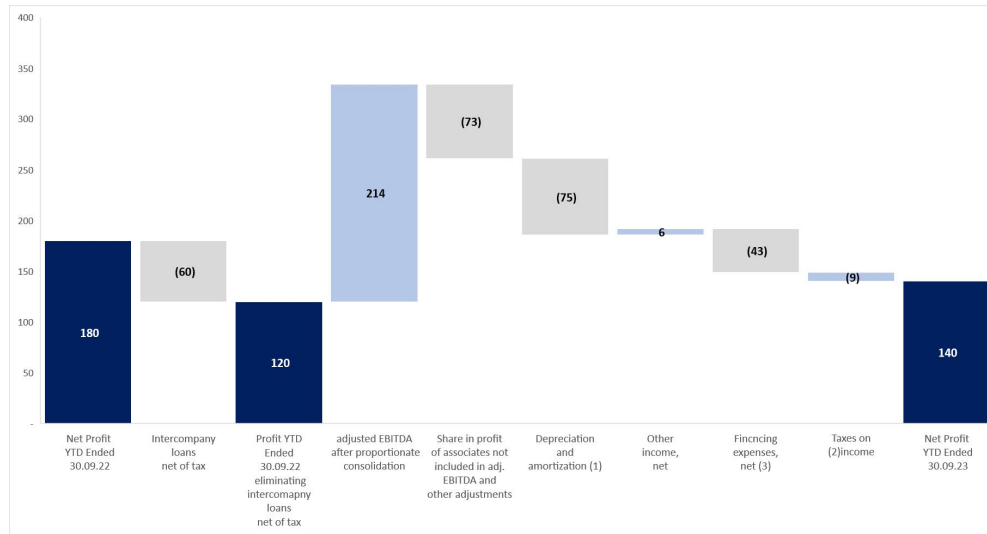 400
350
300
250
200
150
100
50
-
180
(60)
120
214
(73)
(75)
6
(43)
(9)
140
Net Profit
YTD Ended
30.09.22
Intercompany
loans
net of tax
Profit YTD
Ended
30.09.22
eliminating
intercomapny
loans
net of tax
adjusted EBITDA
after proportionate
consolidation
Share in profit
of associates not
included in adj.
EBITDA and
other adjustments
Depreciation
and
amortization (1)
Other
income,
net
Fincncing
expenses,
net (3)
Taxes on
(2)income
Net Profit
YTD Ended
30.09.23